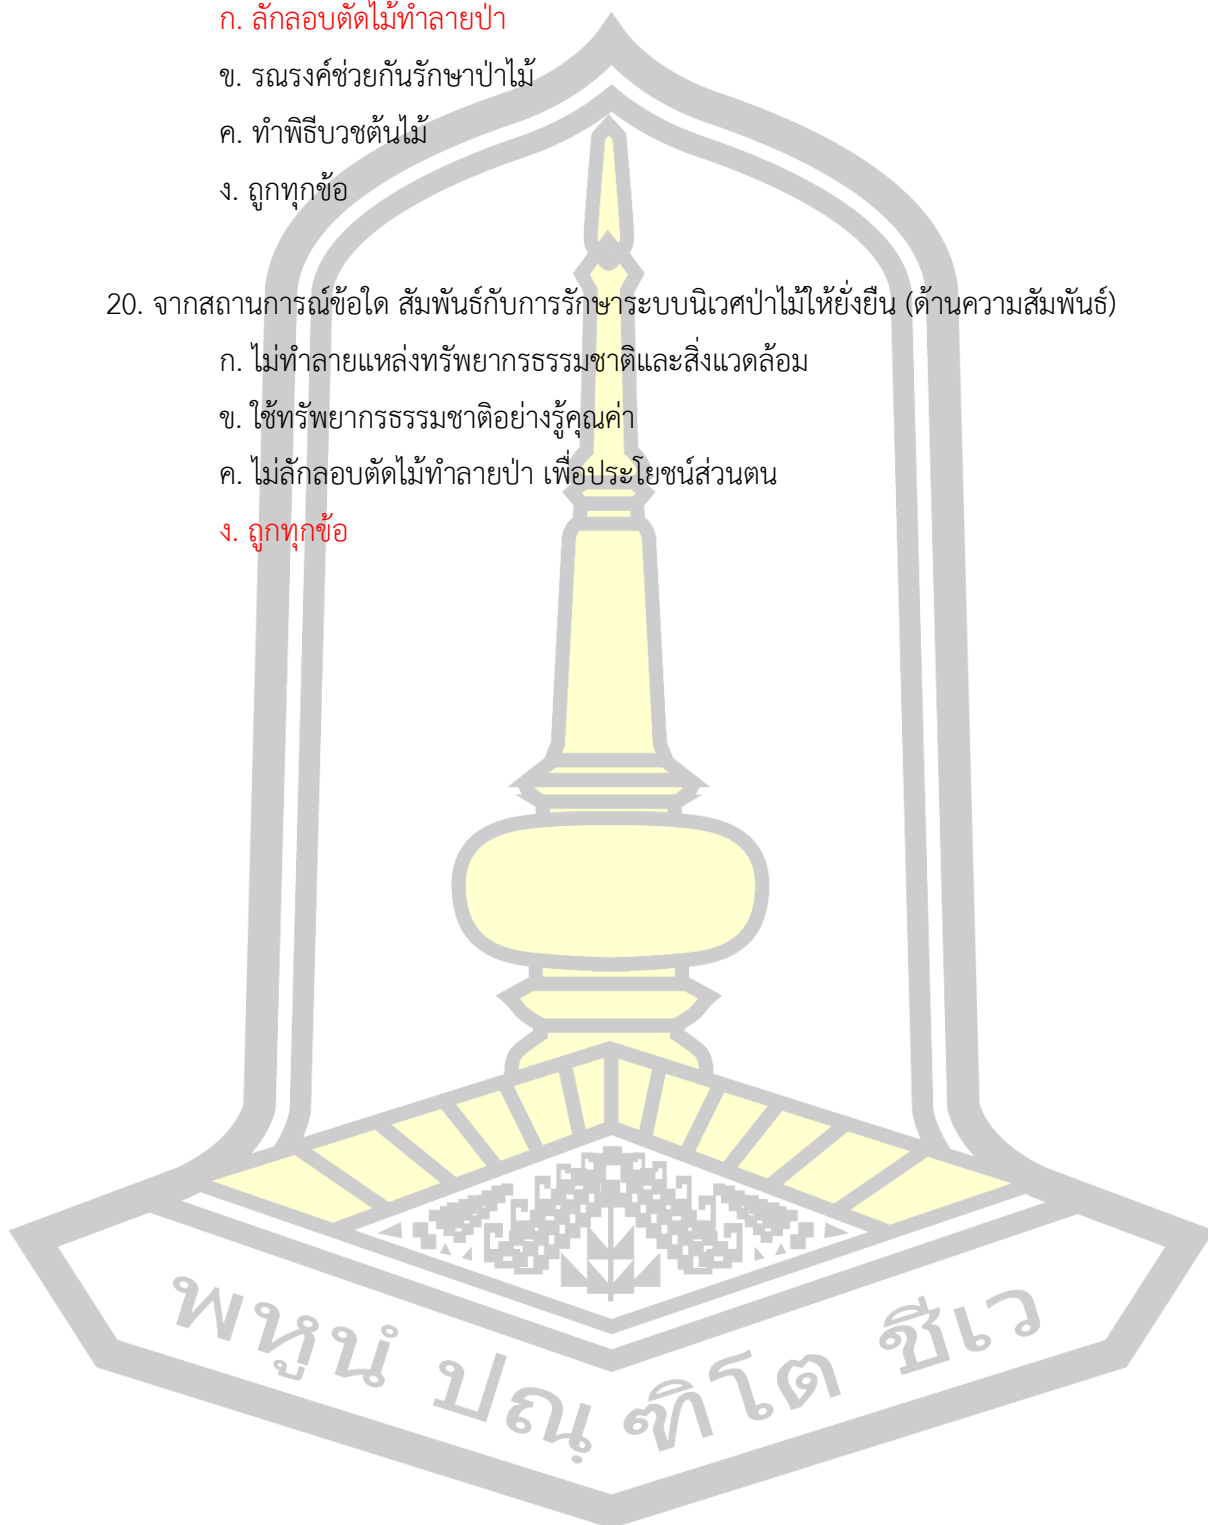 ก. ลักลอบตัดไม้ทำลายป่า
ข. รณรงค์ช่วยกันรักษาป่าไม้
ค. ทำพิธีบวชต้นไม้
ง. ถูกทุกข้อ
20. จากสถานการณ์ข้อใด สัมพันธ์กับการรักษาระบบนิเวศป่าไม้ให้ยั่งยืน (ด้านความสัมพันธ์)
ก. ไม่ทำลายแหล่งทรัพยากรธรรมชาติและสิ่งแวดล้อม
ข. ใช้ทรัพยากรธรรมชาติอย่างรู้คุณค่า
ค. ไม่ลักลอบตัดไม้ทำลายป่า เพื่อประโยชน์ส่วนตน
ง. ถูกทุกข้อ
พหูนํ ปณฺ ฑิโต ชีเว